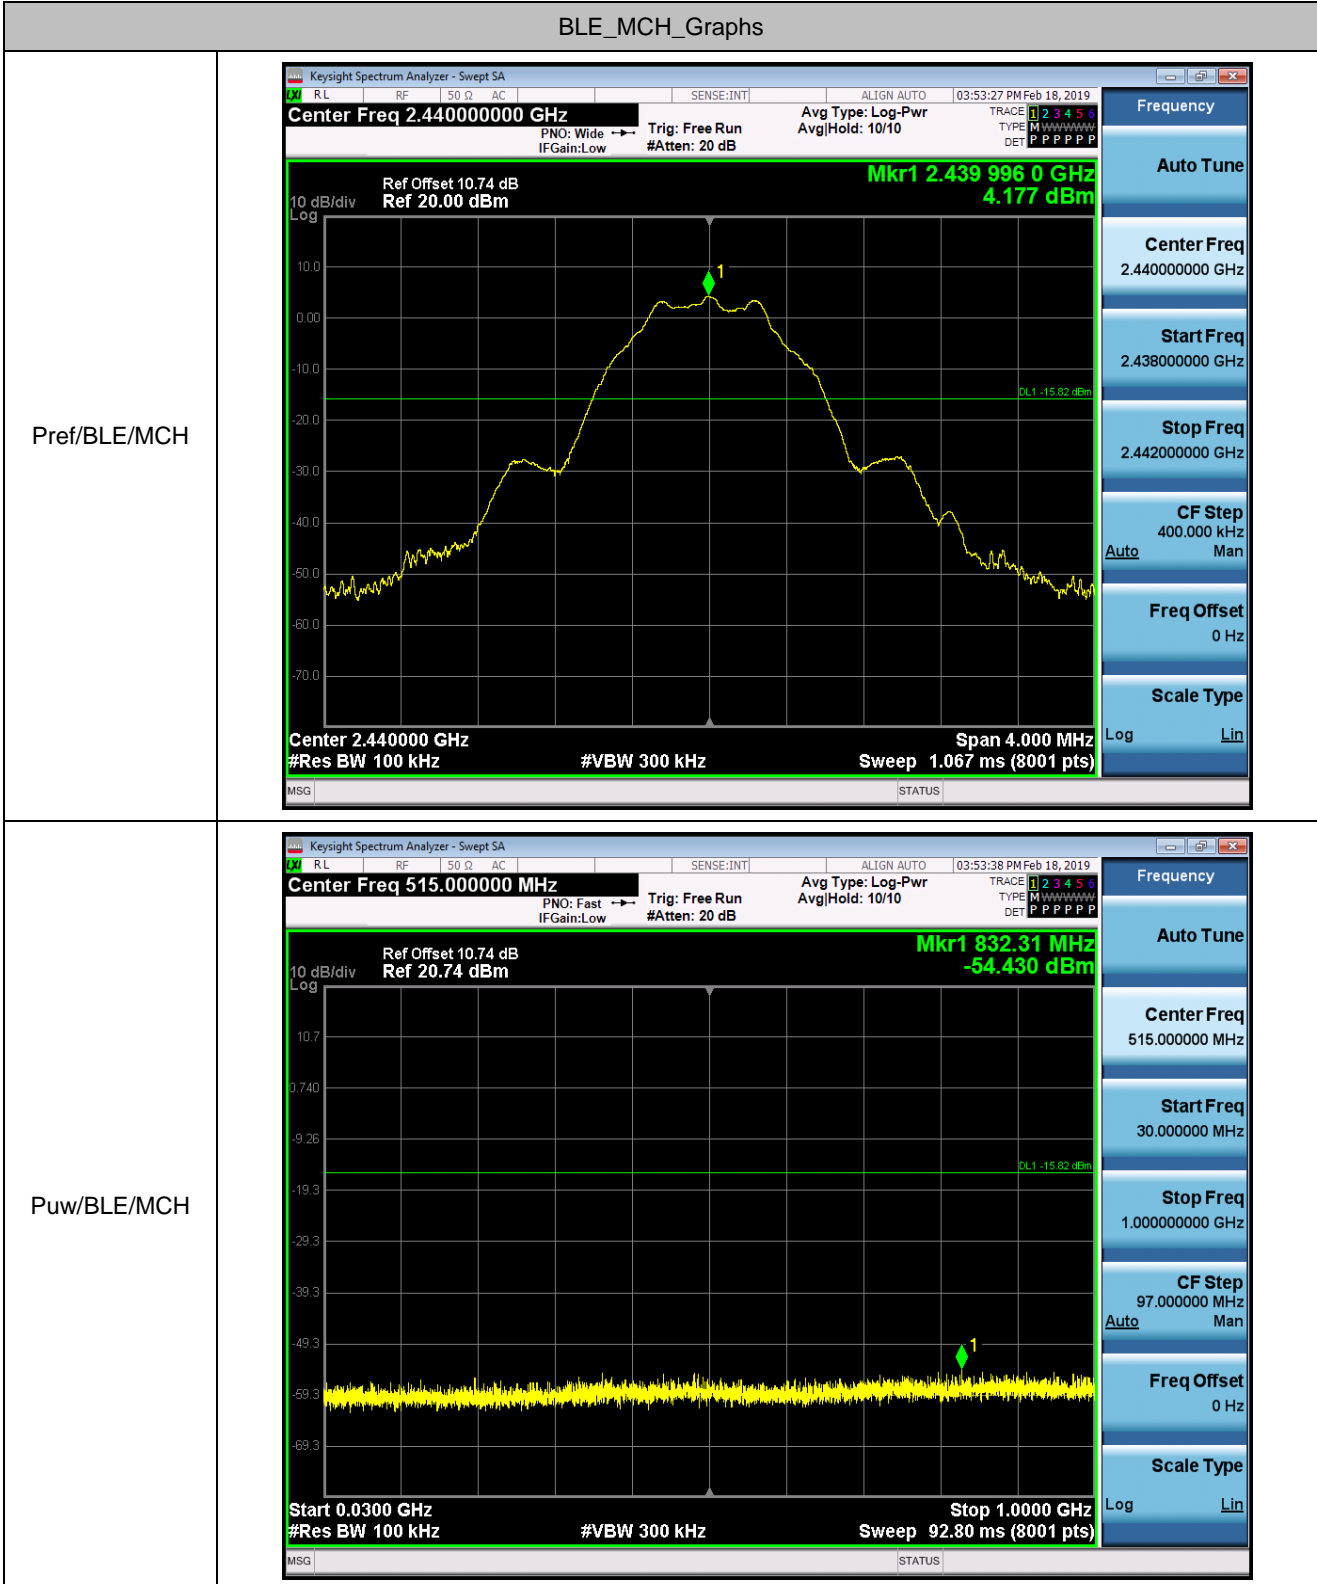 BLE_MCH_Graphs
Pref/BLE/MCH
Keysight Spectrum Analyzer - Swept SA
RL RF 50 Ω AC SENSE:INT ALIGN AUTO 03:53:27 PM Feb 18, 2019
Center Freq 2.440000000 GHz
PNO: Wide
IFGain:Low
Trig: Free Run
#Atten: 20 dB
Avg Type: Log-Pwr
Avg|Hold: 10/10
TRACE 1 2 3 4 5 6
TYPE M WWWWW
DET P P P P P P
Ref Offset 10.74 dB
10 dB/div Ref 20.00 dBm
Log
Mkr1 2.439 996 0 GHz
4.177 dBm
1
10.0
0.00
-10.0
DL1 -15.82 dBm
-20.0
-30.0
-40.0
-50.0
-60.0
-70.0
Center 2.440000 GHz Span 4.000 MHz
#Res BW 100 kHz #VBW 300 kHz Sweep 1.067 ms (8001 pts)
MSG STATUS
Frequency
Auto Tune
Center Freq
2.440000000 GHz
Start Freq
2.438000000 GHz
Stop Freq
2.442000000 GHz
CF Step
400.000 kHz
Auto Man
Freq Offset
0 Hz
Scale Type
Log Lin
Puw/BLE/MCH
Keysight Spectrum Analyzer - Swept SA
RL RF 50 Ω AC SENSE:INT ALIGN AUTO 03:53:38 PM Feb 18, 2019
Center Freq 515.000000 MHz
PNO: Fast
IFGain:Low
Trig: Free Run
#Atten: 20 dB
Avg Type: Log-Pwr
Avg|Hold: 10/10
TRACE 1 2 3 4 5 6
TYPE M WWWWW
DET P P P P P P
Ref Offset 10.74 dB
10 dB/div Ref 20.74 dBm
Log
Mkr1 832.31 MHz
-54.430 dBm
10.7
0.740
-9.26
DL1 -15.82 dBm
-19.3
-29.3
-39.3
-49.3
1
-59.3
-69.3
Start 0.0300 GHz Stop 1.0000 GHz
#Res BW 100 kHz #VBW 300 kHz Sweep 92.80 ms (8001 pts)
MSG STATUS
Frequency
Auto Tune
Center Freq
515.000000 MHz
Start Freq
30.000000 MHz
Stop Freq
1.000000000 GHz
CF Step
97.000000 MHz
Auto Man
Freq Offset
0 Hz
Scale Type
Log Lin